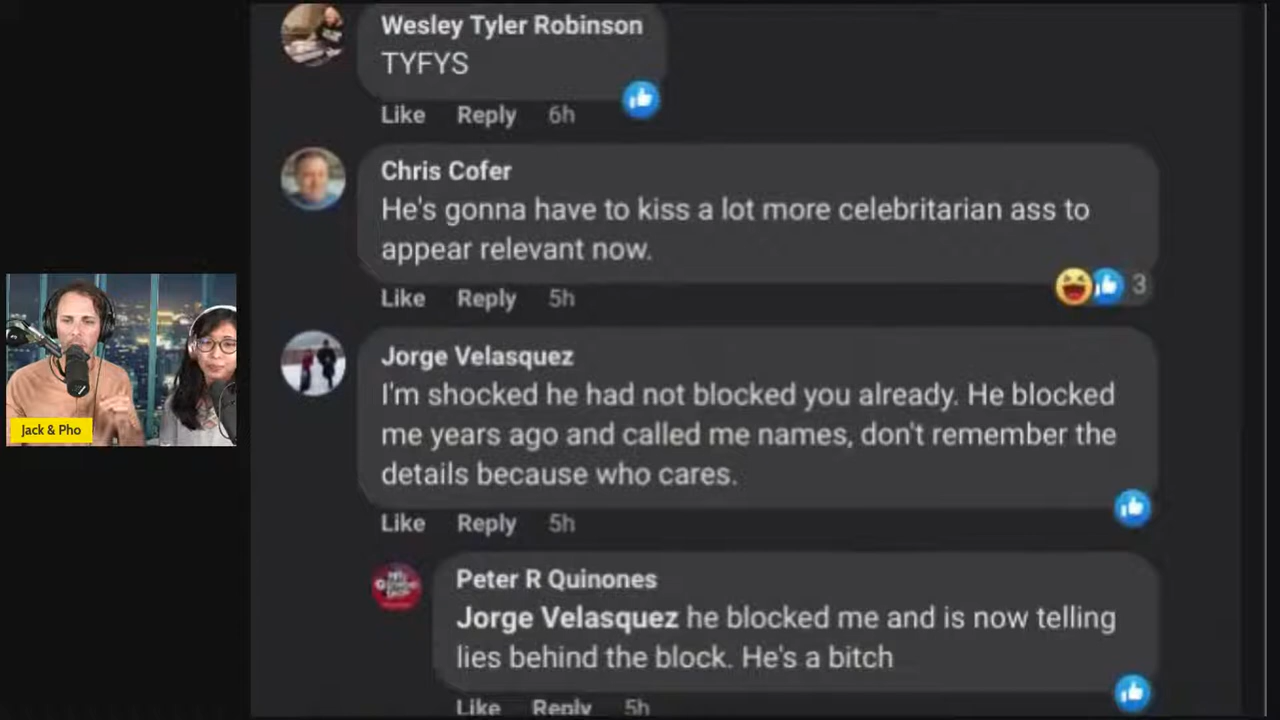 Wesley Tyler Robinson
TYFYS
Like Reply 6h
Chris Cofer
He's gonna have to kiss a lot more celebritarian ass to
appear relevant now.
3
Like Reply 5h
Jorge Velasquez
I'm shocked he had not blocked you already. He blocked
me years ago and called me names, don't remember the
details because who cares.
Like Reply 5h
Peter R Quinones
Jorge Velasquez he blocked me and is now telling
lies behind the block. He's a bitch
Like Reply 5h
Jack & Pho